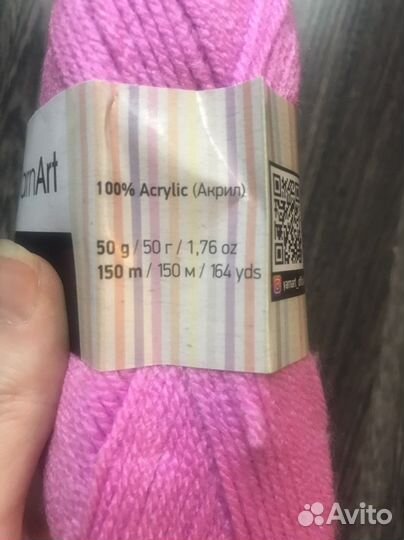 rnArt
100% Acrylic (Акрил)
50 g / 50 г / 1,76 oz
150 m / 150 м / 164 yds
Avito